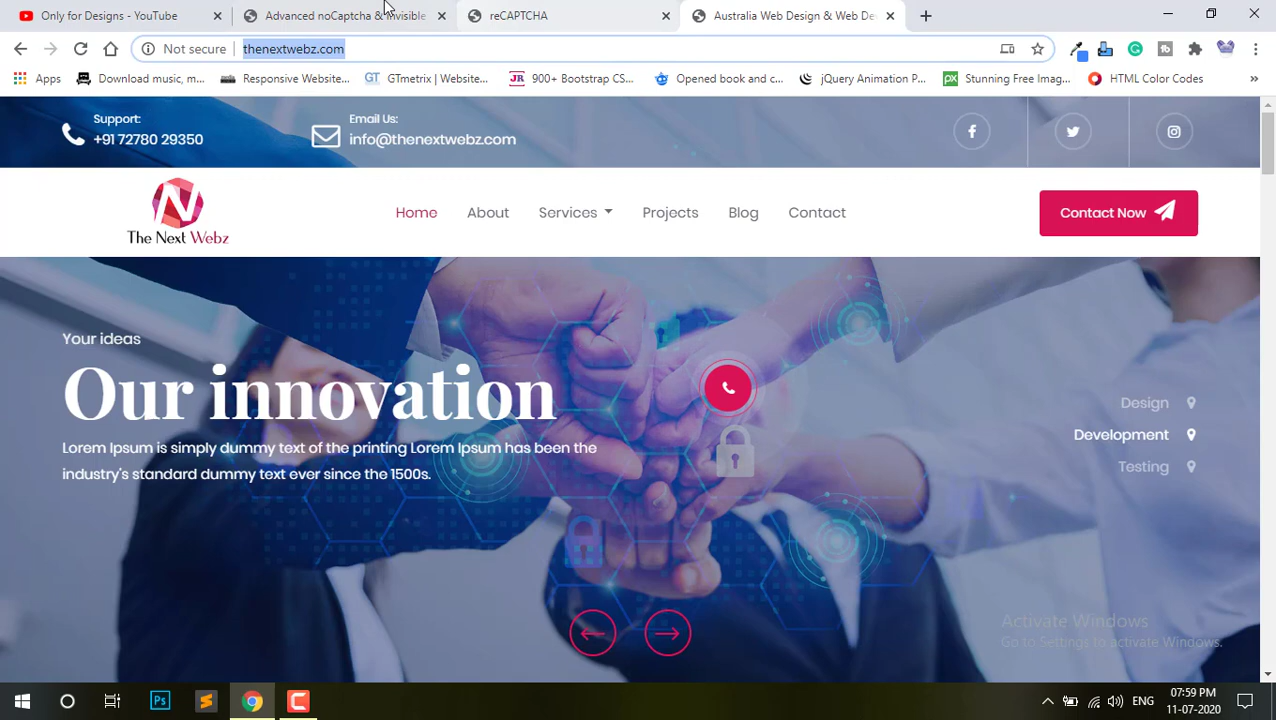 Only for Designs - YouTube
Advanced noCaptcha & invisible
reCAPTCHA
Australia Web Design & Web De
Not secure
thenextwebz.com
Apps
Download music, m...
Responsive Website...
GT
GTmetrix | Website...
JR
900+ Bootstrap CS...
Opened book and c...
jQuery Animation P...
px
Stunning Free Imag...
HTML Color Codes
»
Support:
+91 72780 29350
Email Us:
info@thenextwebz.com
N
The Next Webz
Home
About
Services
Projects
Blog
Contact
Contact Now
Your ideas
Our innovation
Lorem Ipsum is simply dummy text of the printing Lorem Ipsum has been the
industry's standard dummy text ever since the 1500s.
Design
Development
Testing
Activate Windows
Go to Settings to activate Windows.
Ps
ENG
07:59 PM
11-07-2020